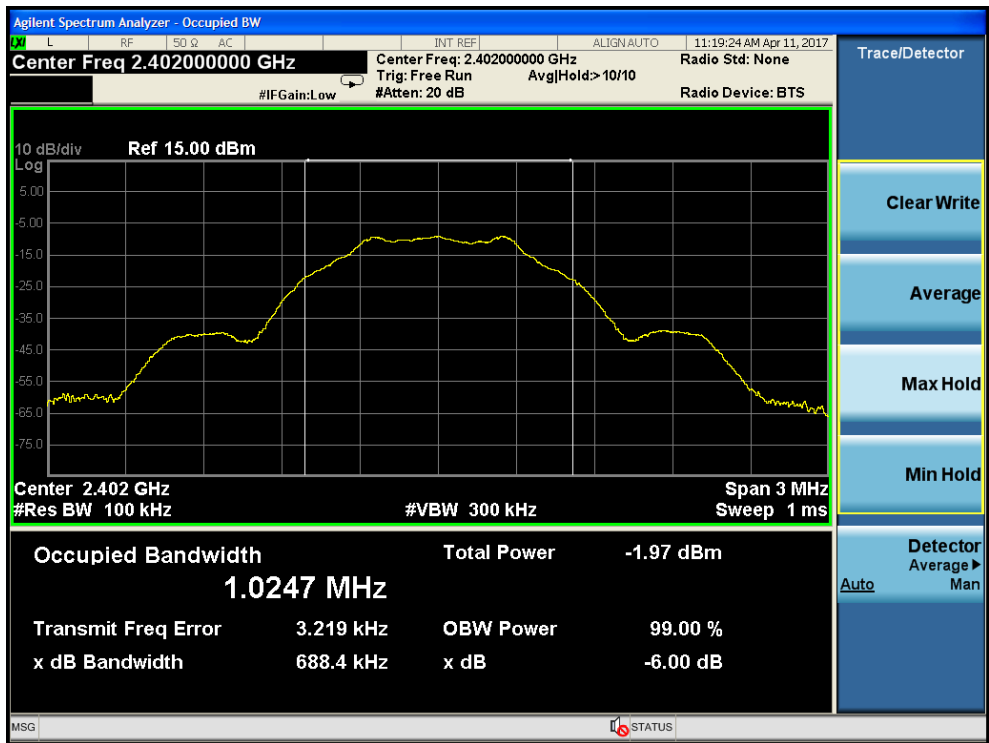 Agilent Spectrum Analyzer - Occupied BW
LXI L RF 50 Ω AC INT REF ALIGN AUTO 11:19:24 AM Apr 11, 2017
Center Freq 2.402000000 GHz
Center Freq: 2.402000000 GHz Radio Std: None
Trig: Free Run Avg|Hold:> 10/10
#IFGain:Low #Atten: 20 dB Radio Device: BTS
Trace/Detector
10 dB/div Ref 15.00 dBm
Log
5.00
-5.00
-15.0
-25.0
-35.0
-45.0
-55.0
-65.0
-75.0
Center 2.402 GHz Span 3 MHz
#Res BW 100 kHz #VBW 300 kHz Sweep 1 ms
Clear Write
Average
Max Hold
Min Hold
Detector
Average
Auto Man
Occupied Bandwidth Total Power -1.97 dBm
1.0247 MHz
Transmit Freq Error 3.219 kHz OBW Power 99.00 %
x dB Bandwidth 688.4 kHz x dB -6.00 dB
MSG STATUS